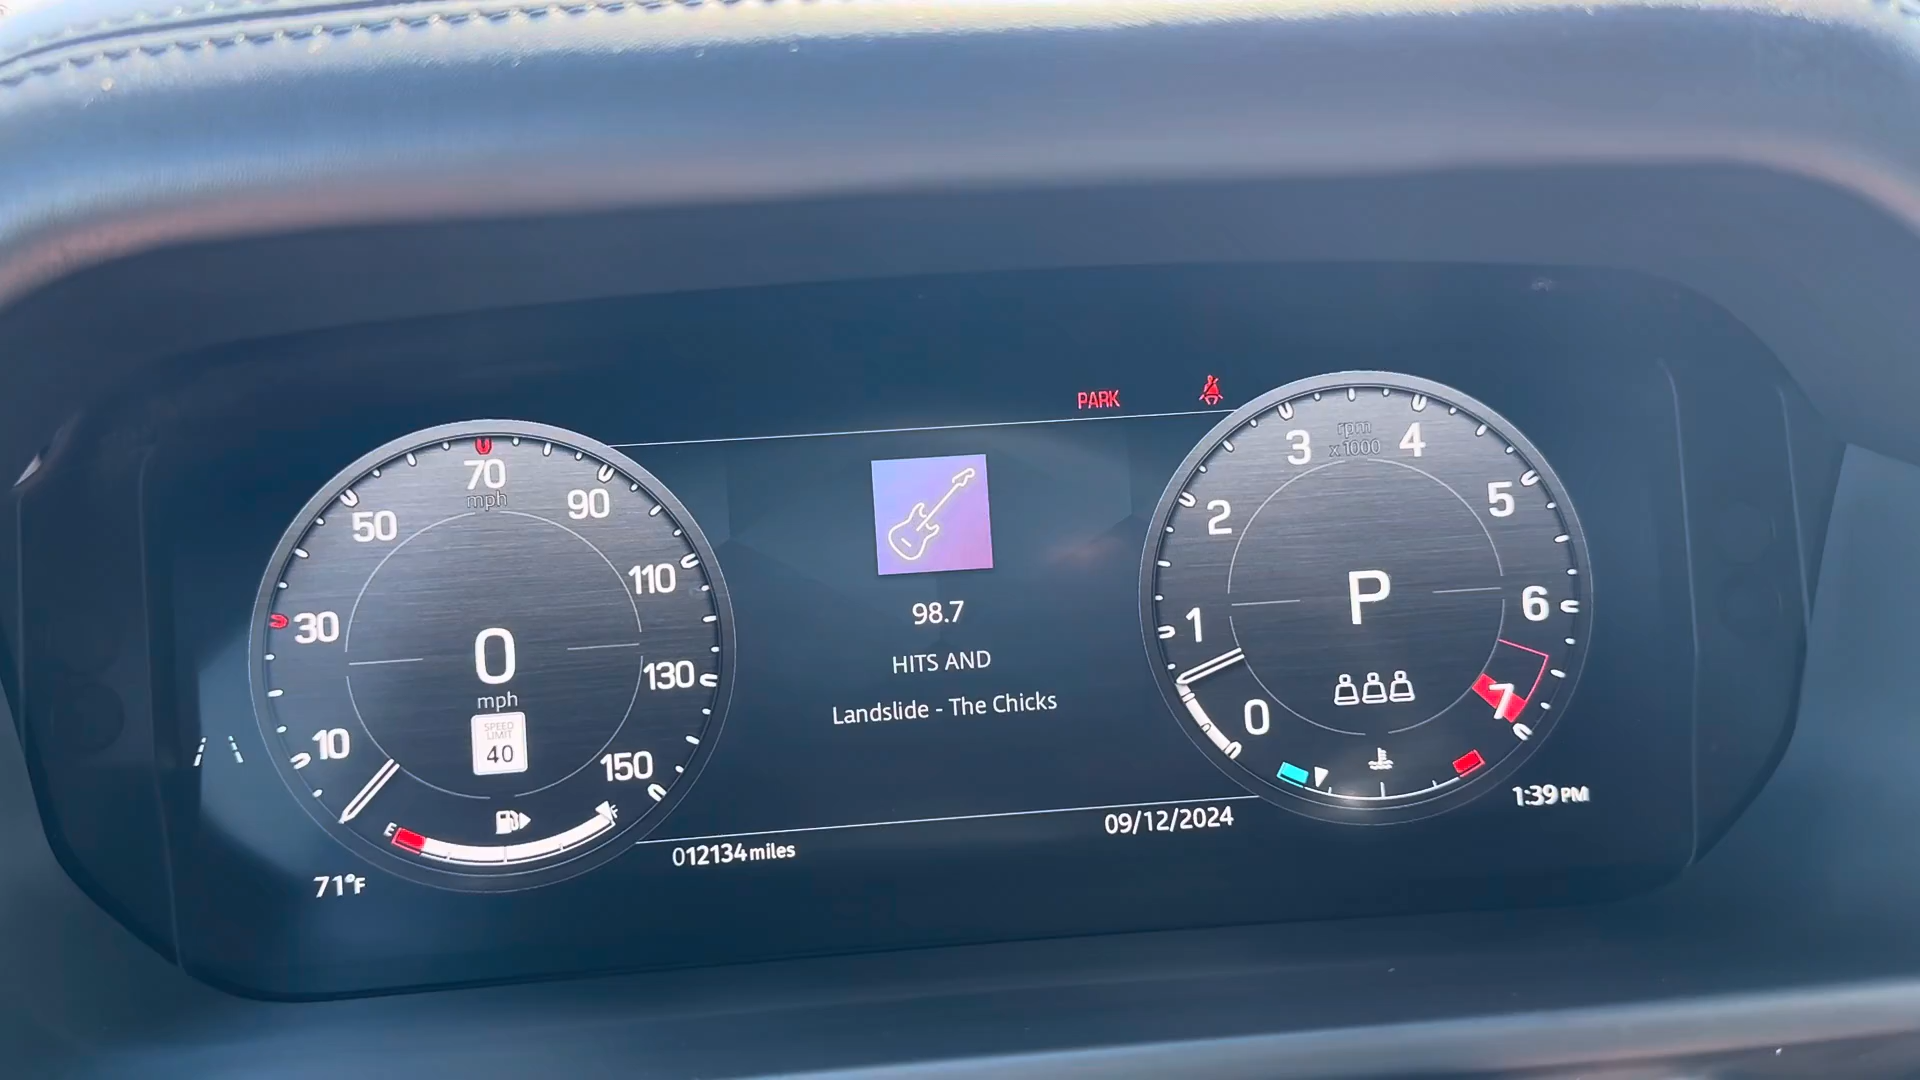 PARK
70
mph
50
90
30
110
0
mph
130
SPEED
LIMIT
40
10
150
E
F
71°F
012134 miles
98.7
HITS AND
Landslide - The Chicks
09/12/2024
rpm
x 1000
3
4
2
5
1
6
P
0
7
1:39 PM